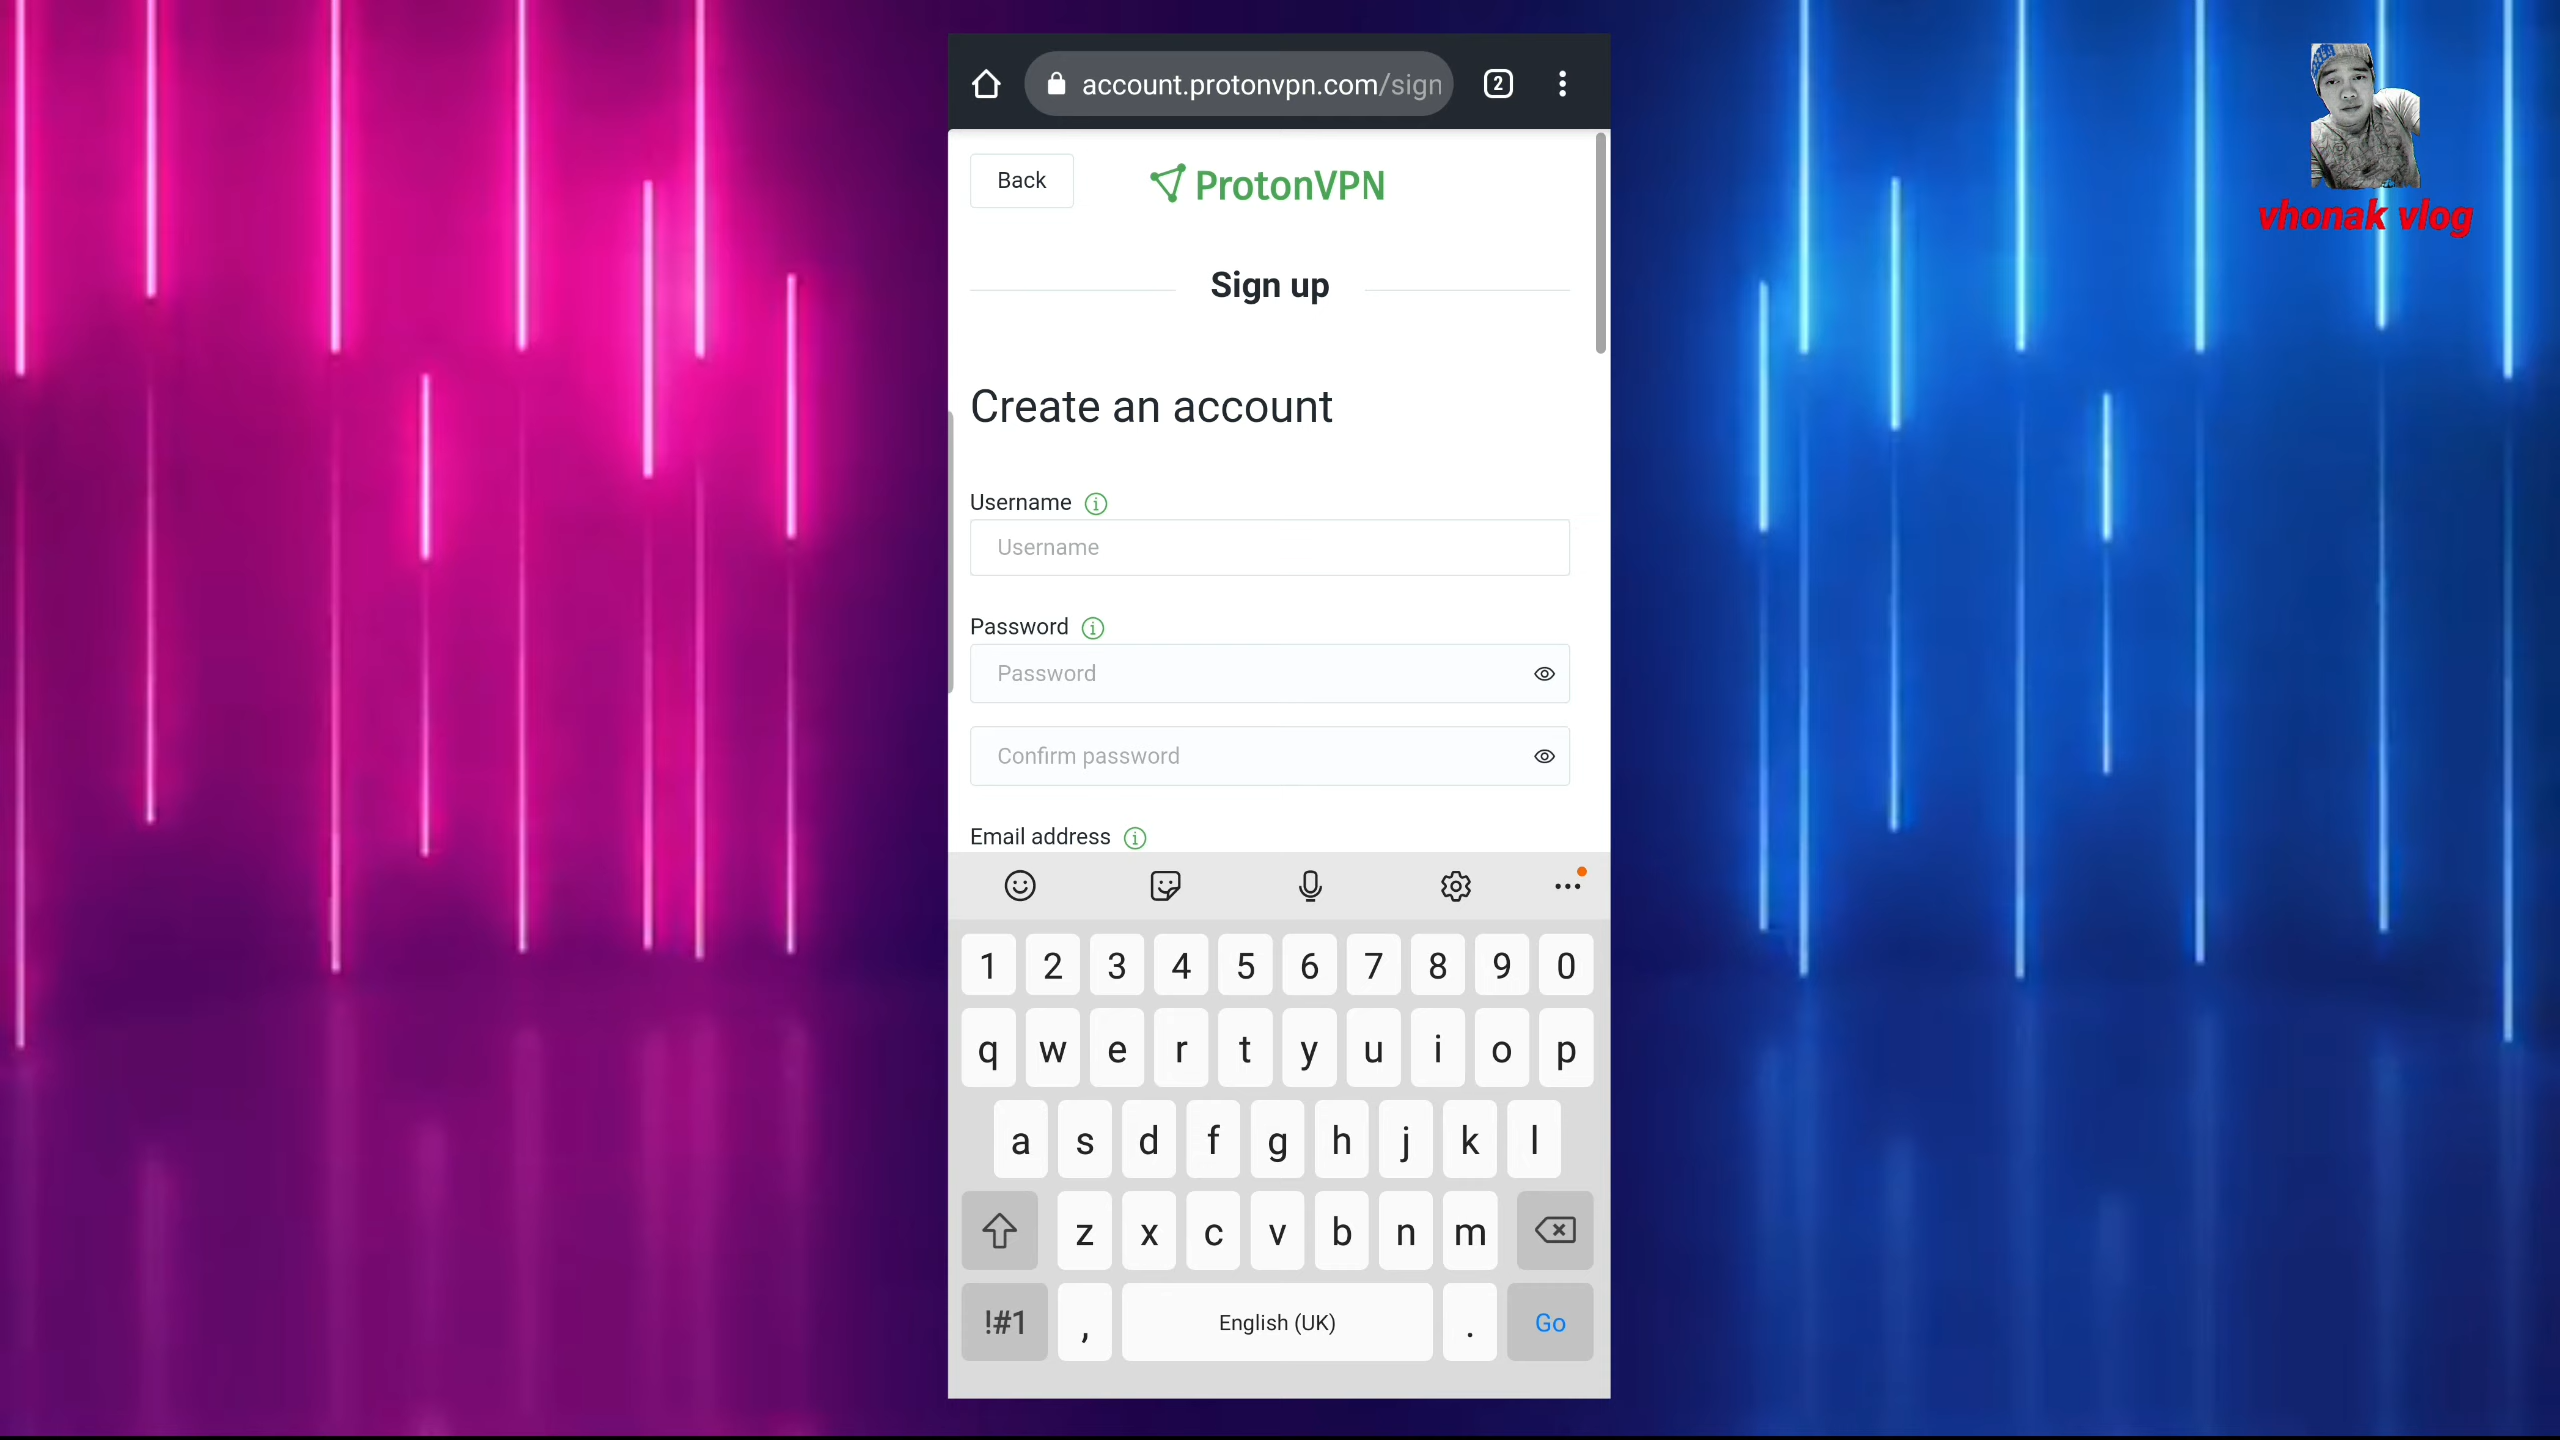 account.protonvpn.com/sign
2
vhonak vlog
Back
ProtonVPN
Sign up
Create an account
Username
Username
Password
Password
Confirm password
Email address
1 2 3 4 5 6 7 8 9 0
q w e r t y u i o p
a s d f g h j k l
z x c v b n m
!#1 , English (UK) . Go